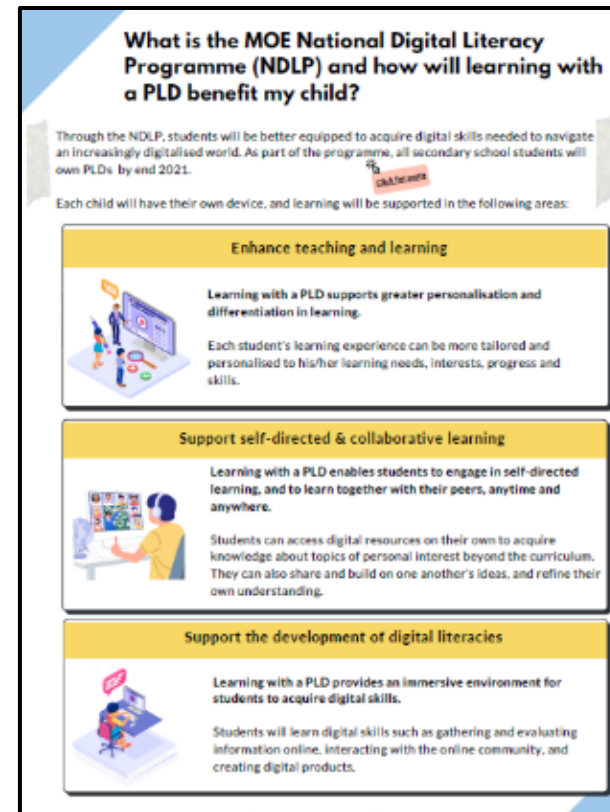 What is the MOE National Digital Literacy
Programme (NDLP) and how will learning with
a PLD benefit my child?
Through the NDLP, students will be better equipped to acquire digital skills needed to navigate
an increasingly digitalised world. As part of the programme, all secondary school students will
own PLDs by end 2021.
Each child will have their own device, and learning will be supported in the following areas:
Enhance teaching and learning
Learning with a PLD supports greater personalisation and
differentiation in learning.
Each student's learning experience can be more tailored and
personalised to his/her learning needs, interests, progress and
skills.
Support self-directed & collaborative learning
Learning with a PLD enables students to engage in self-directed
learning, and to learn together with their peers, anytime and
anywhere.
Students can access digital resources on their own to acquire
knowledge about topics of personal interest beyond the curriculum.
They can also share and build on one another's ideas, and refine their
own understanding.
Support the development of digital literacies
Learning with a PLD provides an immersive environment for
students to acquire digital skills.
Students will learn digital skills such as gathering and evaluating
information online, interacting with the online community, and
creating digital products.